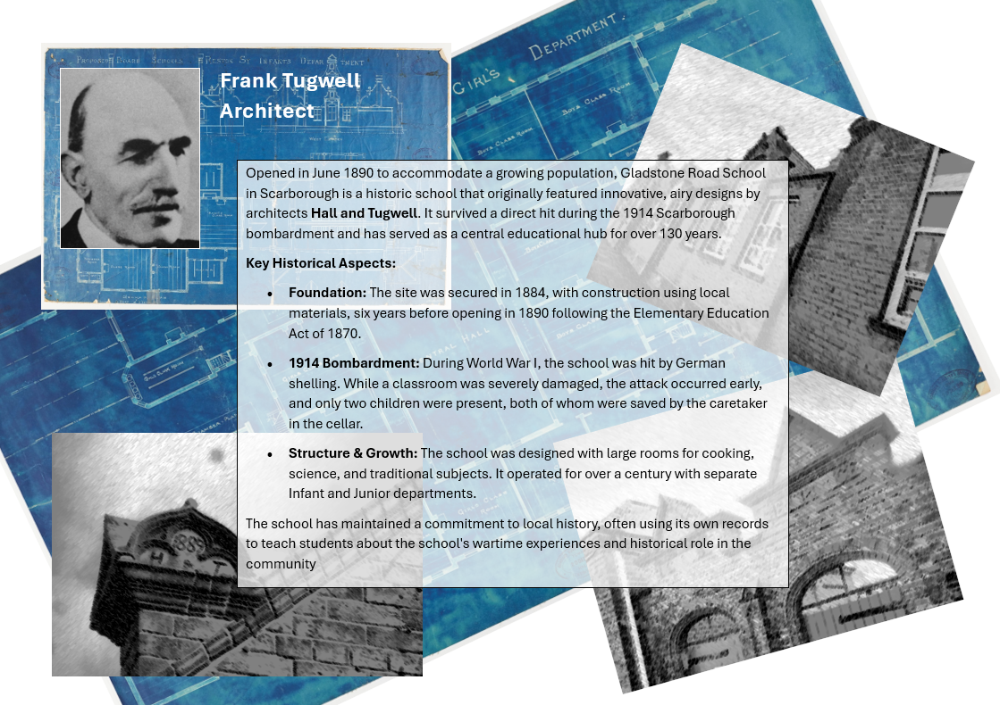 PROPOSED BOARD SCHOOLS
INFANTS DEPARTMENT
GIRL'S DEPARTMENT.
BOYS CLASS ROOM
BOYS CLASS ROOM
Frank Tugwell
Architect
Opened in June 1890 to accommodate a growing population, Gladstone Road School
in Scarborough is a historic school that originally featured innovative, airy designs by
architects Hall and Tugwell. It survived a direct hit during the 1914 Scarborough
bombardment and has served as a central educational hub for over 130 years.
Key Historical Aspects:
• Foundation: The site was secured in 1884, with construction using local
materials, six years before opening in 1890 following the Elementary Education
Act of 1870.
• 1914 Bombardment: During World War I, the school was hit by German
shelling. While a classroom was severely damaged, the attack occurred early,
and only two children were present, both of whom were saved by the caretaker
in the cellar.
• Structure & Growth: The school was designed with large rooms for cooking,
science, and traditional subjects. It operated for over a century with separate
Infant and Junior departments.
The school has maintained a commitment to local history, often using its own records
to teach students about the school's wartime experiences and historical role in the
community